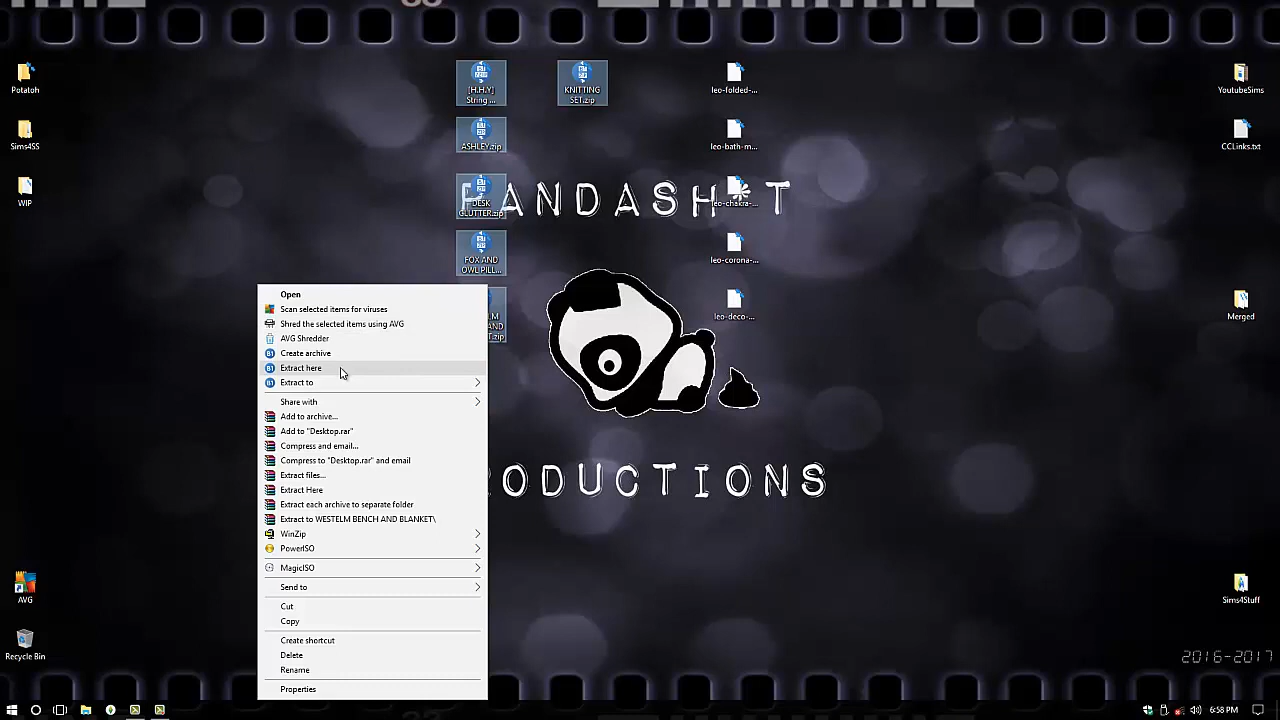 Potatoh
Sims4SS
WIP
AVG
Recycle Bin
[H.H.Y]
String ...
KNITTING
SET.zip
ASHLEY.zip
DESK
CLUTTER.zip
FOX AND
OWL PILL...
leo-folded-...
leo-bath-m...
leo-chakra-...
leo-corona-...
leo-deco-...
YoutubeSims
CCLinks.txt
Merged
Sims4Stuff
PANDASH*T
PRODUCTIONS
2016-2017
Open
Scan selected items for viruses
Shred the selected items using AVG
AVG Shredder
Create archive
Extract here
Extract to
Share with
Add to archive...
Add to "Desktop.rar"
Compress and email...
Compress to "Desktop.rar" and email
Extract files...
Extract Here
Extract each archive to separate folder
Extract to WESTELM BENCH AND BLANKET\
WinZip
PowerISO
MagicISO
Send to
Cut
Copy
Create shortcut
Delete
Rename
Properties
6:58 PM